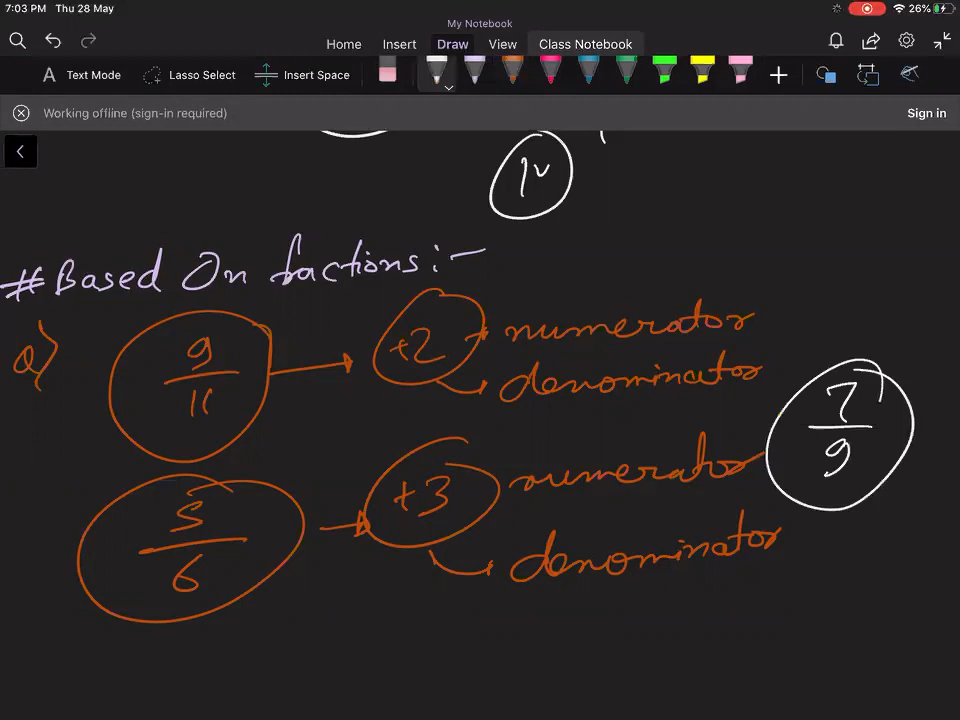 7:03 PM Thu 28 May
26%
My Notebook
Home Insert Draw View Class Notebook
Text Mode Lasso Select Insert Space
Working offline (sign-in required) Sign in
#Based On factions:-
Q)
9/11 → +2 numerator
denominator
7/9
5/6 → +3 numerator
denominator